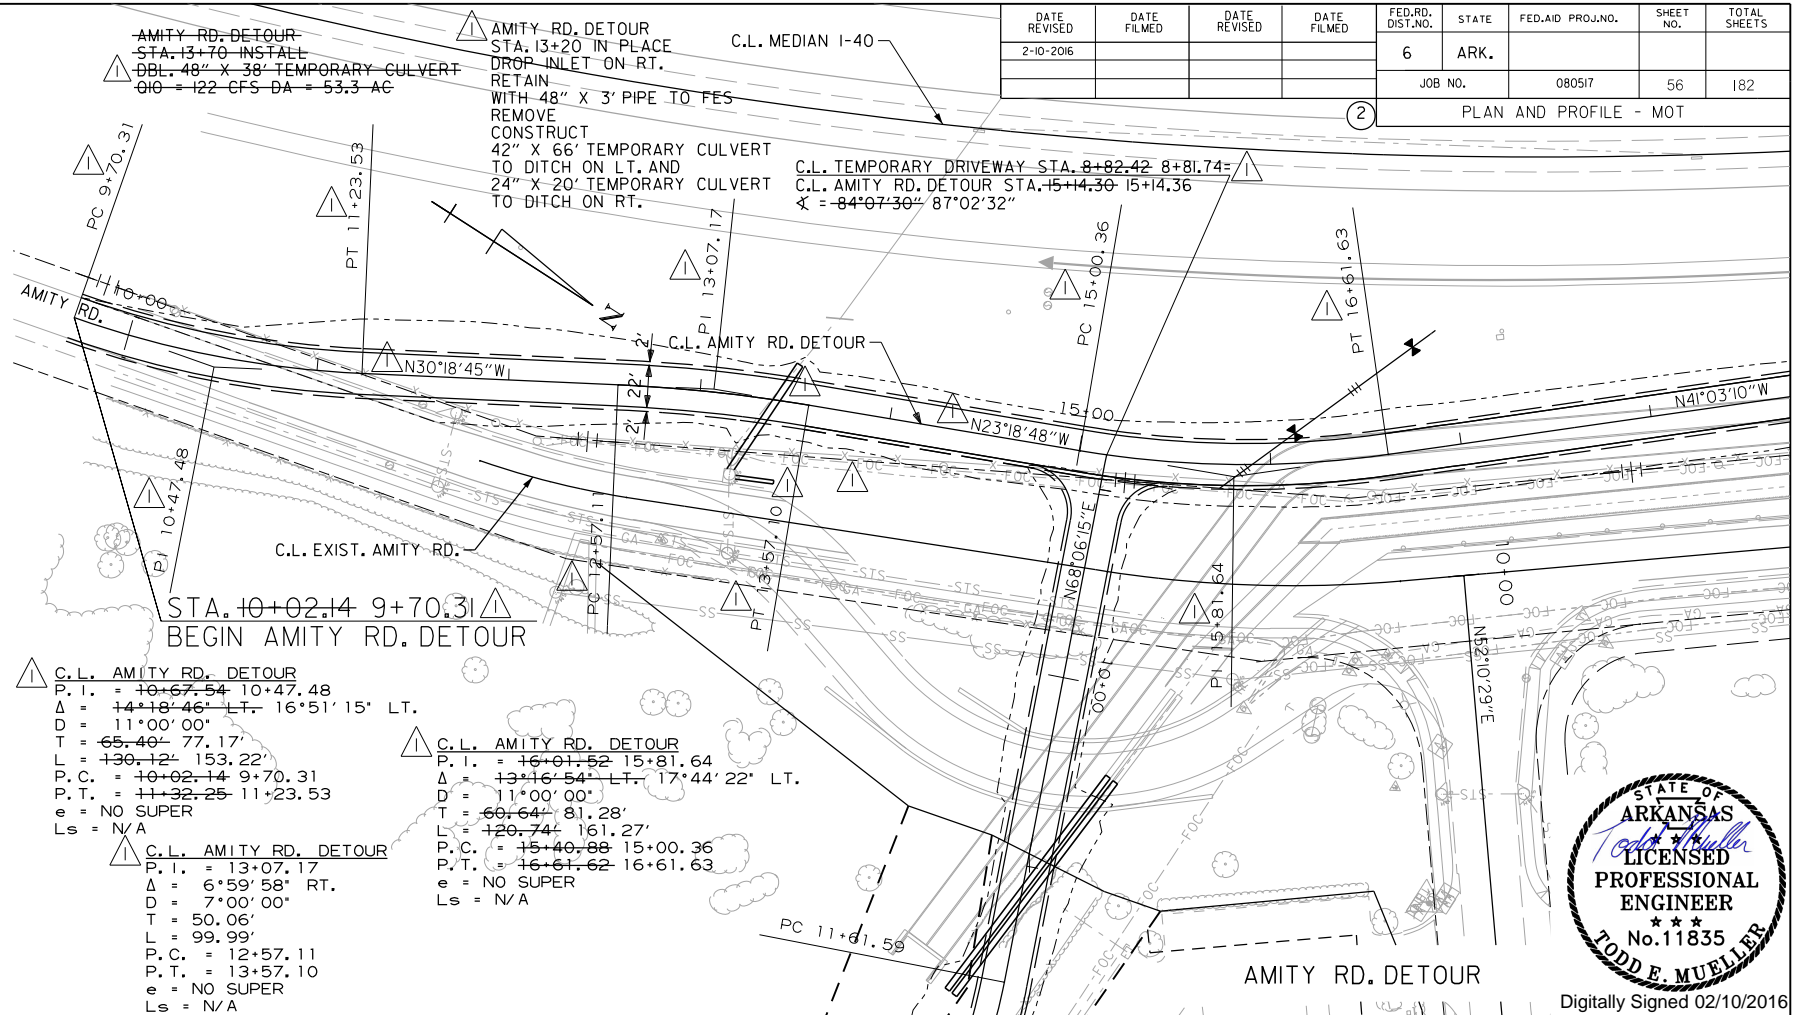 AMITY RD. DETOUR
STA. 13+70 INSTALL
DBL. 48" X 38' TEMPORARY CULVERT
Q10 = 122 CFS DA = 53.3 AC
AMITY RD. DETOUR
STA. 13+20 IN PLACE
DROP INLET ON RT.
RETAIN
WITH 48" X 3' PIPE TO FES
REMOVE
CONSTRUCT
42" X 66' TEMPORARY CULVERT
TO DITCH ON LT. AND
24" X 20' TEMPORARY CULVERT
TO DITCH ON RT.
C.L. MEDIAN I-40
DATE REVISED
DATE FILMED
DATE REVISED
DATE FILMED
FED.RD. DIST.NO.
STATE
FED.AID PROJ.NO.
SHEET NO.
TOTAL SHEETS
2-10-2016
6
ARK.
JOB NO.
080517
56
182
2
PLAN AND PROFILE - MOT
C.L. TEMPORARY DRIVEWAY STA. 8+82.42 8+81.74=
C.L. AMITY RD. DETOUR STA. 15+14.30 15+14.36
∡ = 84°07'30" 87°02'32"
PC 9+70.31
PT 11+23.53
PI 13+07.17
PC 15+00.36
PT 16+61.63
N
AMITY RD.
10+00
N30°18'45"W
2'
22'
2'
C.L. AMITY RD. DETOUR
15+00
N23°18'48"W
N41°03'10"W
PI 10+47.48
C.L. EXIST. AMITY RD.
PC 12+57.11
PT 13+57.10
N68°06'15"E
10+00
PI 15+81.64
10+00
N52°10'29"E
STA. 10+02.14 9+70.31
BEGIN AMITY RD. DETOUR
C.L. AMITY RD. DETOUR
P.I. = 10+67.54 10+47.48
Δ = 14°18'46" LT. 16°51'15" LT.
D = 11°00'00"
T = 65.40' 77.17'
L = 130.12' 153.22'
P.C. = 10+02.14 9+70.31
P.T. = 11+32.25 11+23.53
e = NO SUPER
Ls = N/A
C.L. AMITY RD. DETOUR
P.I. = 13+07.17
Δ = 6°59'58" RT.
D = 7°00'00"
T = 50.06'
L = 99.99'
P.C. = 12+57.11
P.T. = 13+57.10
e = NO SUPER
Ls = N/A
C.L. AMITY RD. DETOUR
P.I. = 16+01.52 15+81.64
Δ = 13°16'54" LT. 17°44'22" LT.
D = 11°00'00"
T = 60.64' 81.28'
L = 120.74' 161.27'
P.C. = 15+40.88 15+00.36
P.T. = 16+61.62 16+61.63
e = NO SUPER
Ls = N/A
PC 11+61.59
AMITY RD. DETOUR
STATE OF
ARKANSAS
Todd Mueller
LICENSED
PROFESSIONAL
ENGINEER
No.11835
TODD E. MUELLER
Digitally Signed 02/10/2016